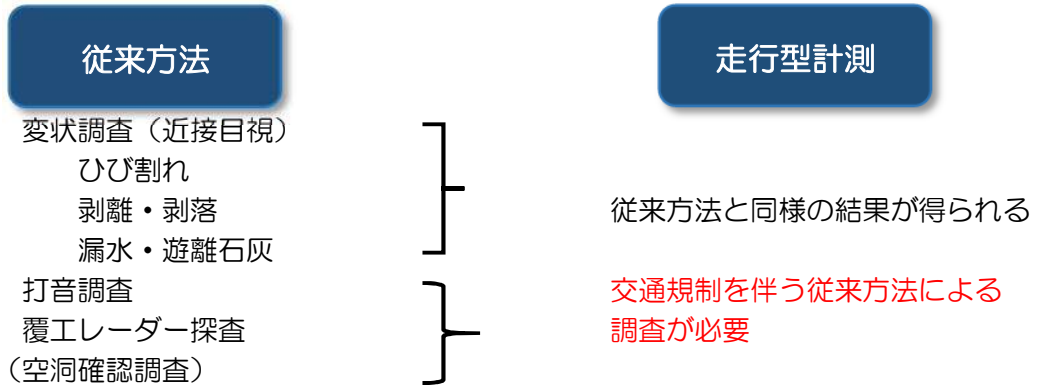 従来方法
走行型計測
変状調査（近接目視）
ひび割れ
剥離・剥落
従来方法と同様の結果が得られる
漏水・遊離石灰
打音調査
交通規制を伴う従来方法による
覆工レーダー探査
調査が必要
（空洞確認調査）